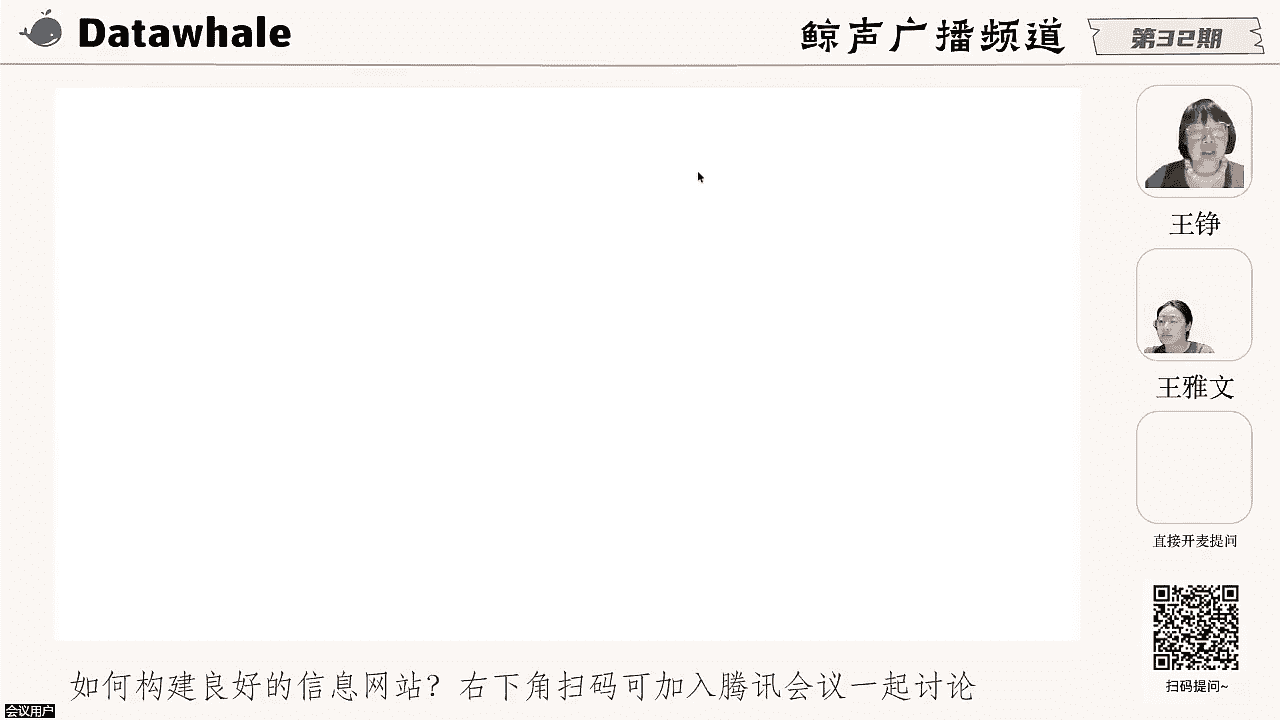 Datawhale
鲸声广播频道
第32期
王铮
王雅文
直接开麦提问
扫码提问~
如何构建良好的信息网站？右下角扫码可加入腾讯会议一起讨论
会议用户